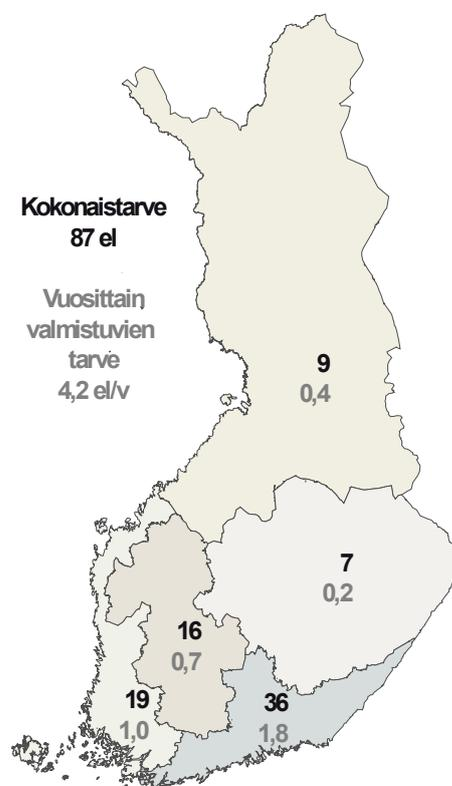 Kokonaistarve
87 el
Vuosittain
valmistuvien
tarve
4,2 el/v
9
0,4
7
0,2
16
0,7
19
1,0
36
1,8